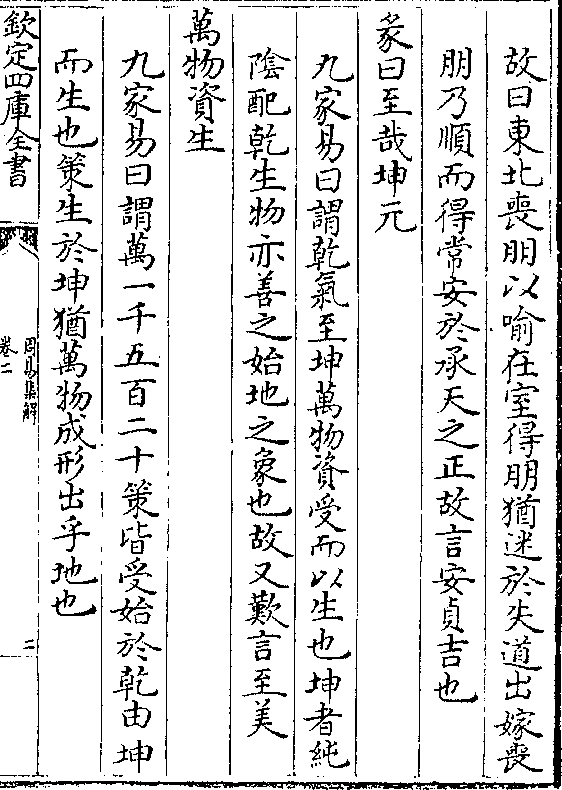 故曰東北喪朋以喻在室得朋猶迷於失道出嫁喪
朋乃順而得常安於承天之正故言安貞吉也
彖曰至哉坤元
九家易曰謂乾氣至坤萬物資受而以生也坤者純
陰配乾生物亦善之始地之象也故又歎言至美
萬物資生
九家易曰謂萬一千五百二十策皆受始於乾由坤
而生也策生於坤猶萬物成形出乎地也
欽定四庫全書
周易集解
卷二
二